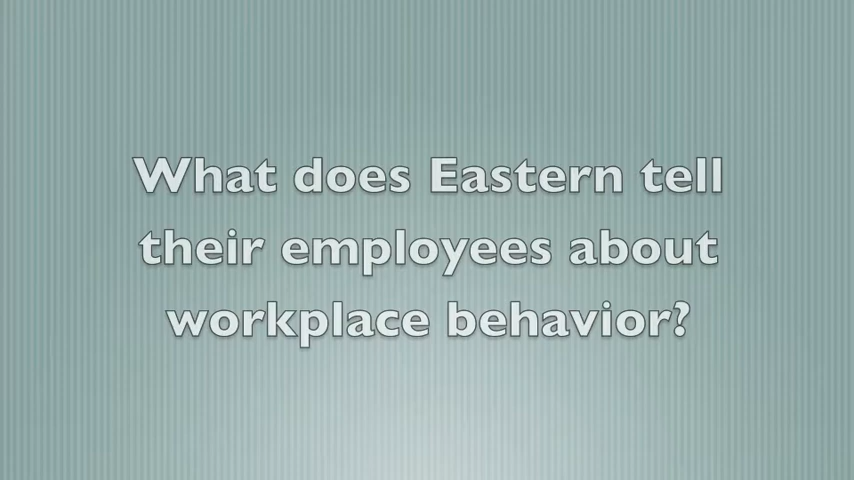 What does Eastern tell
their employees about
workplace behavior?